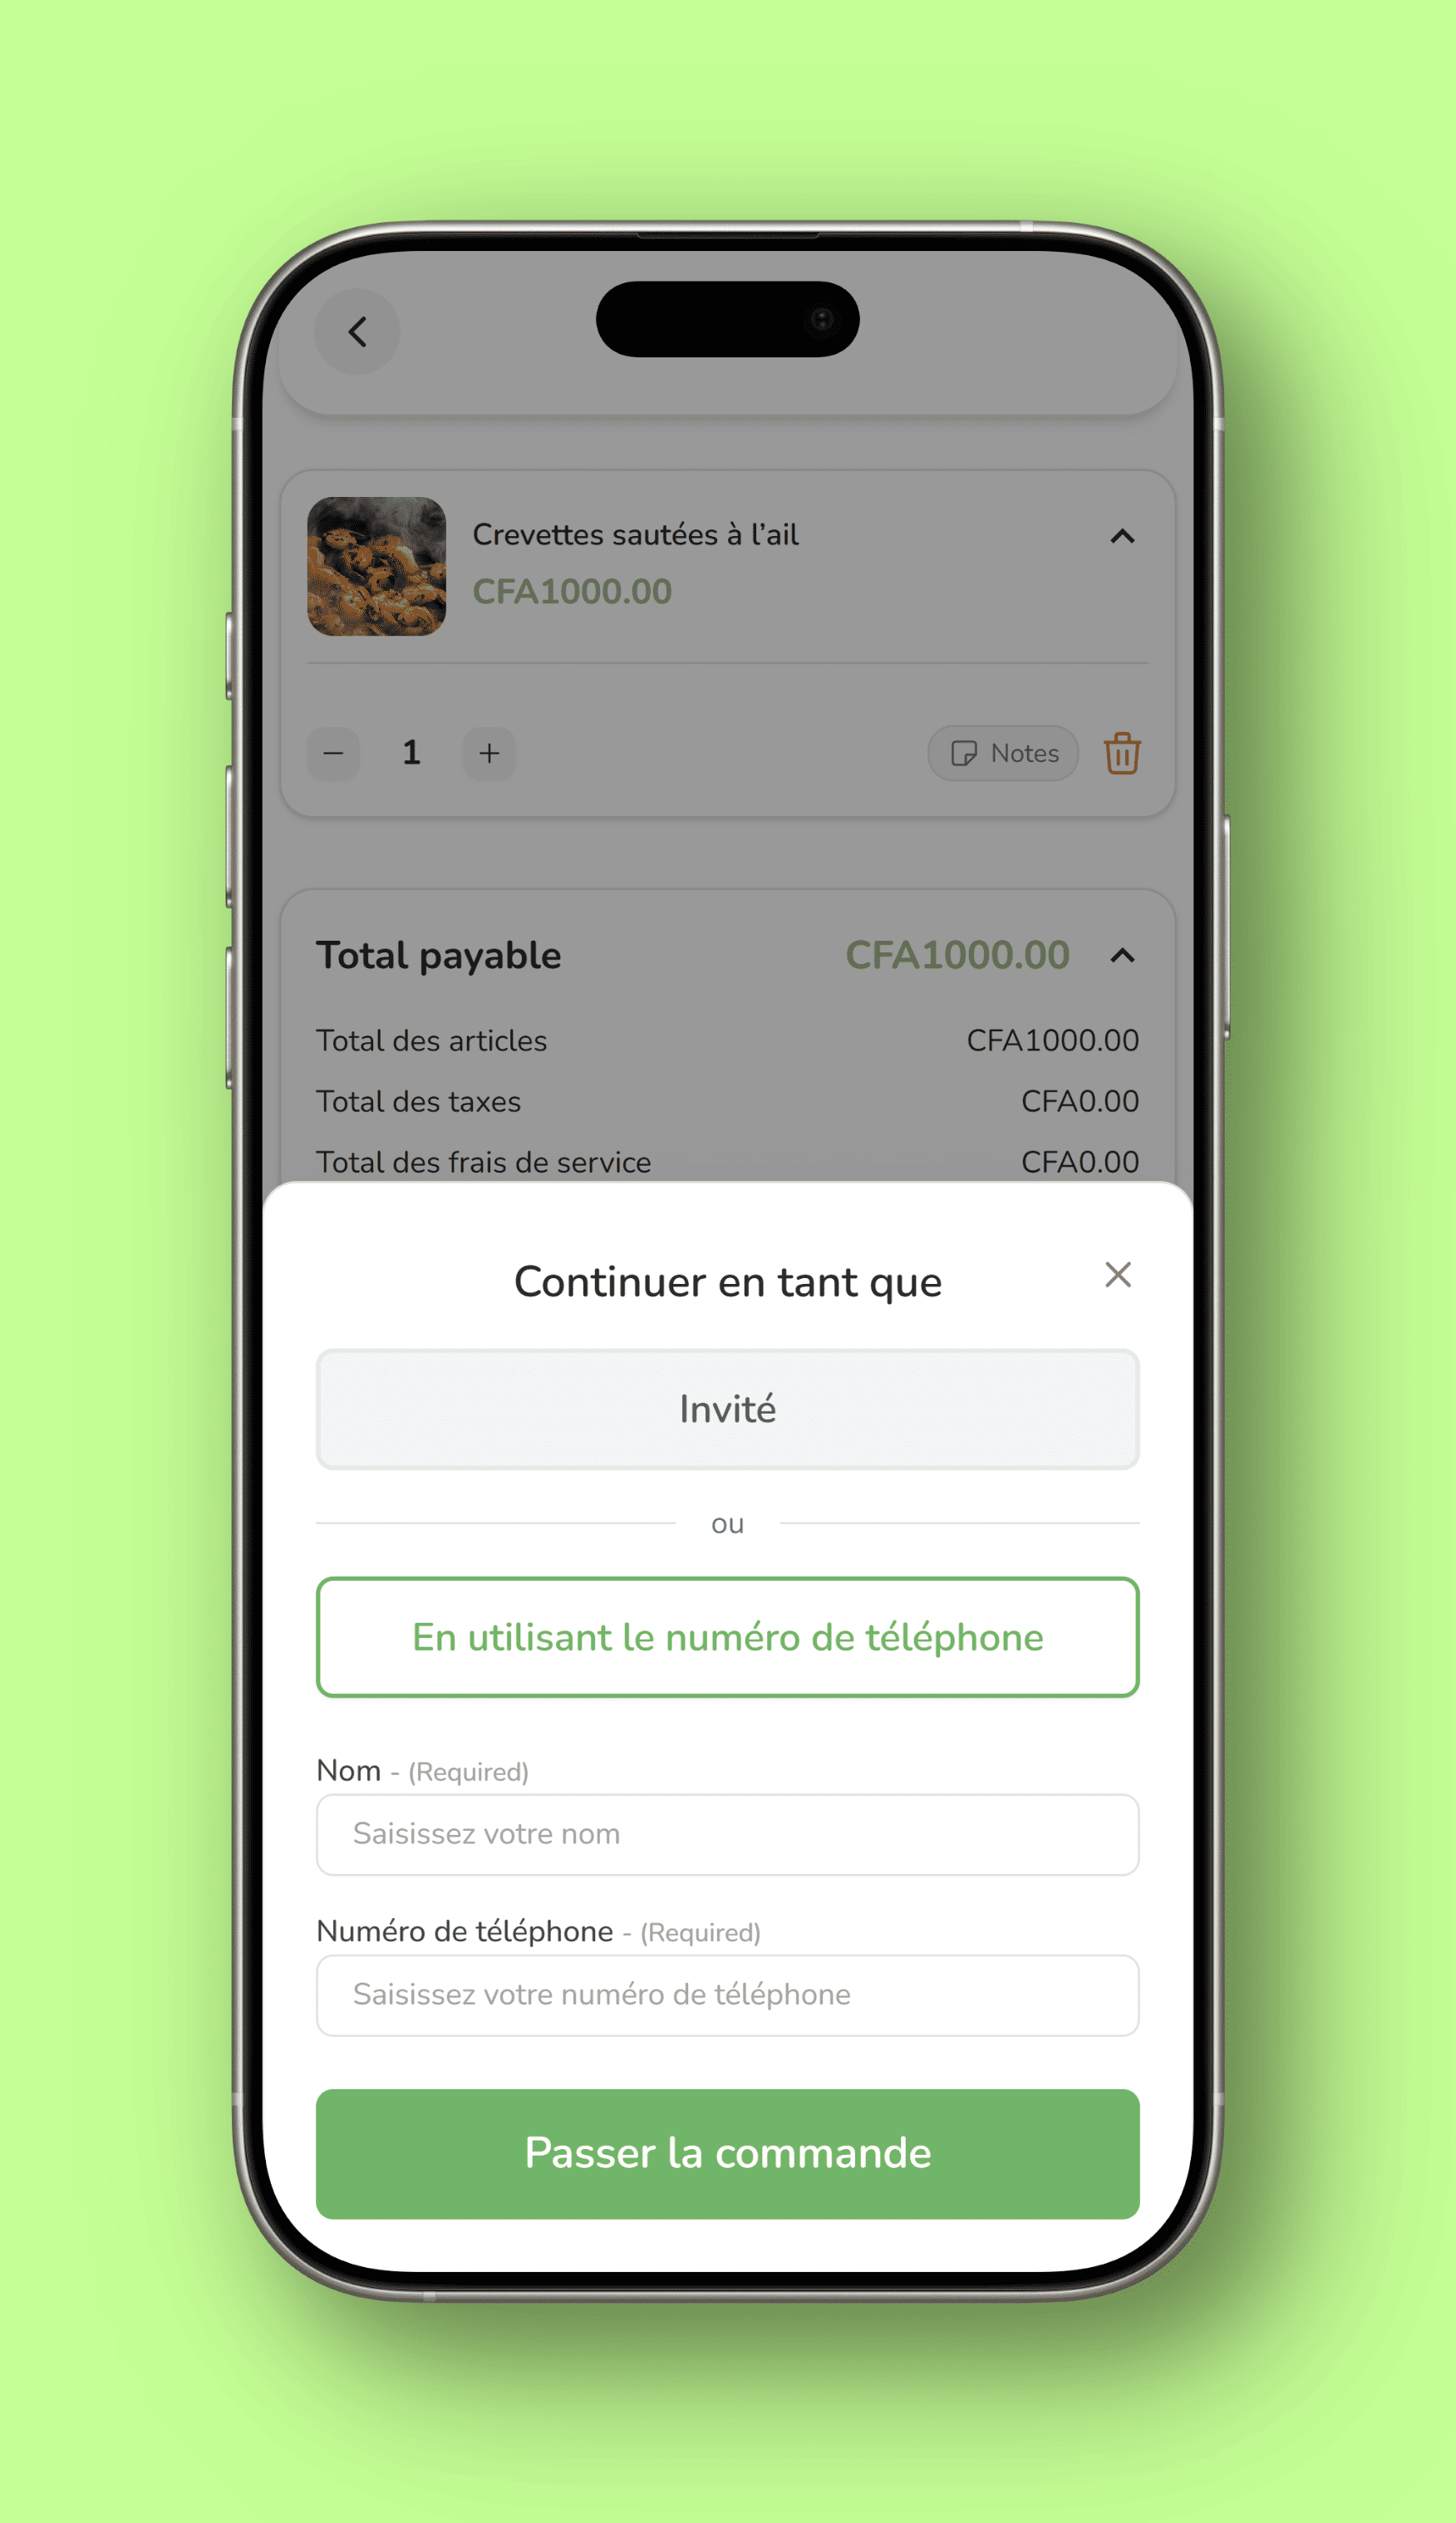 Crevettes sautées à l’ail
CFA1000.00
1
Notes
Total payable CFA1000.00
Total des articles CFA1000.00
Total des taxes CFA0.00
Total des frais de service CFA0.00
Continuer en tant que
Invité
ou
En utilisant le numéro de téléphone
Nom - (Required)
Saisissez votre nom
Numéro de téléphone - (Required)
Saisissez votre numéro de téléphone
Passer la commande